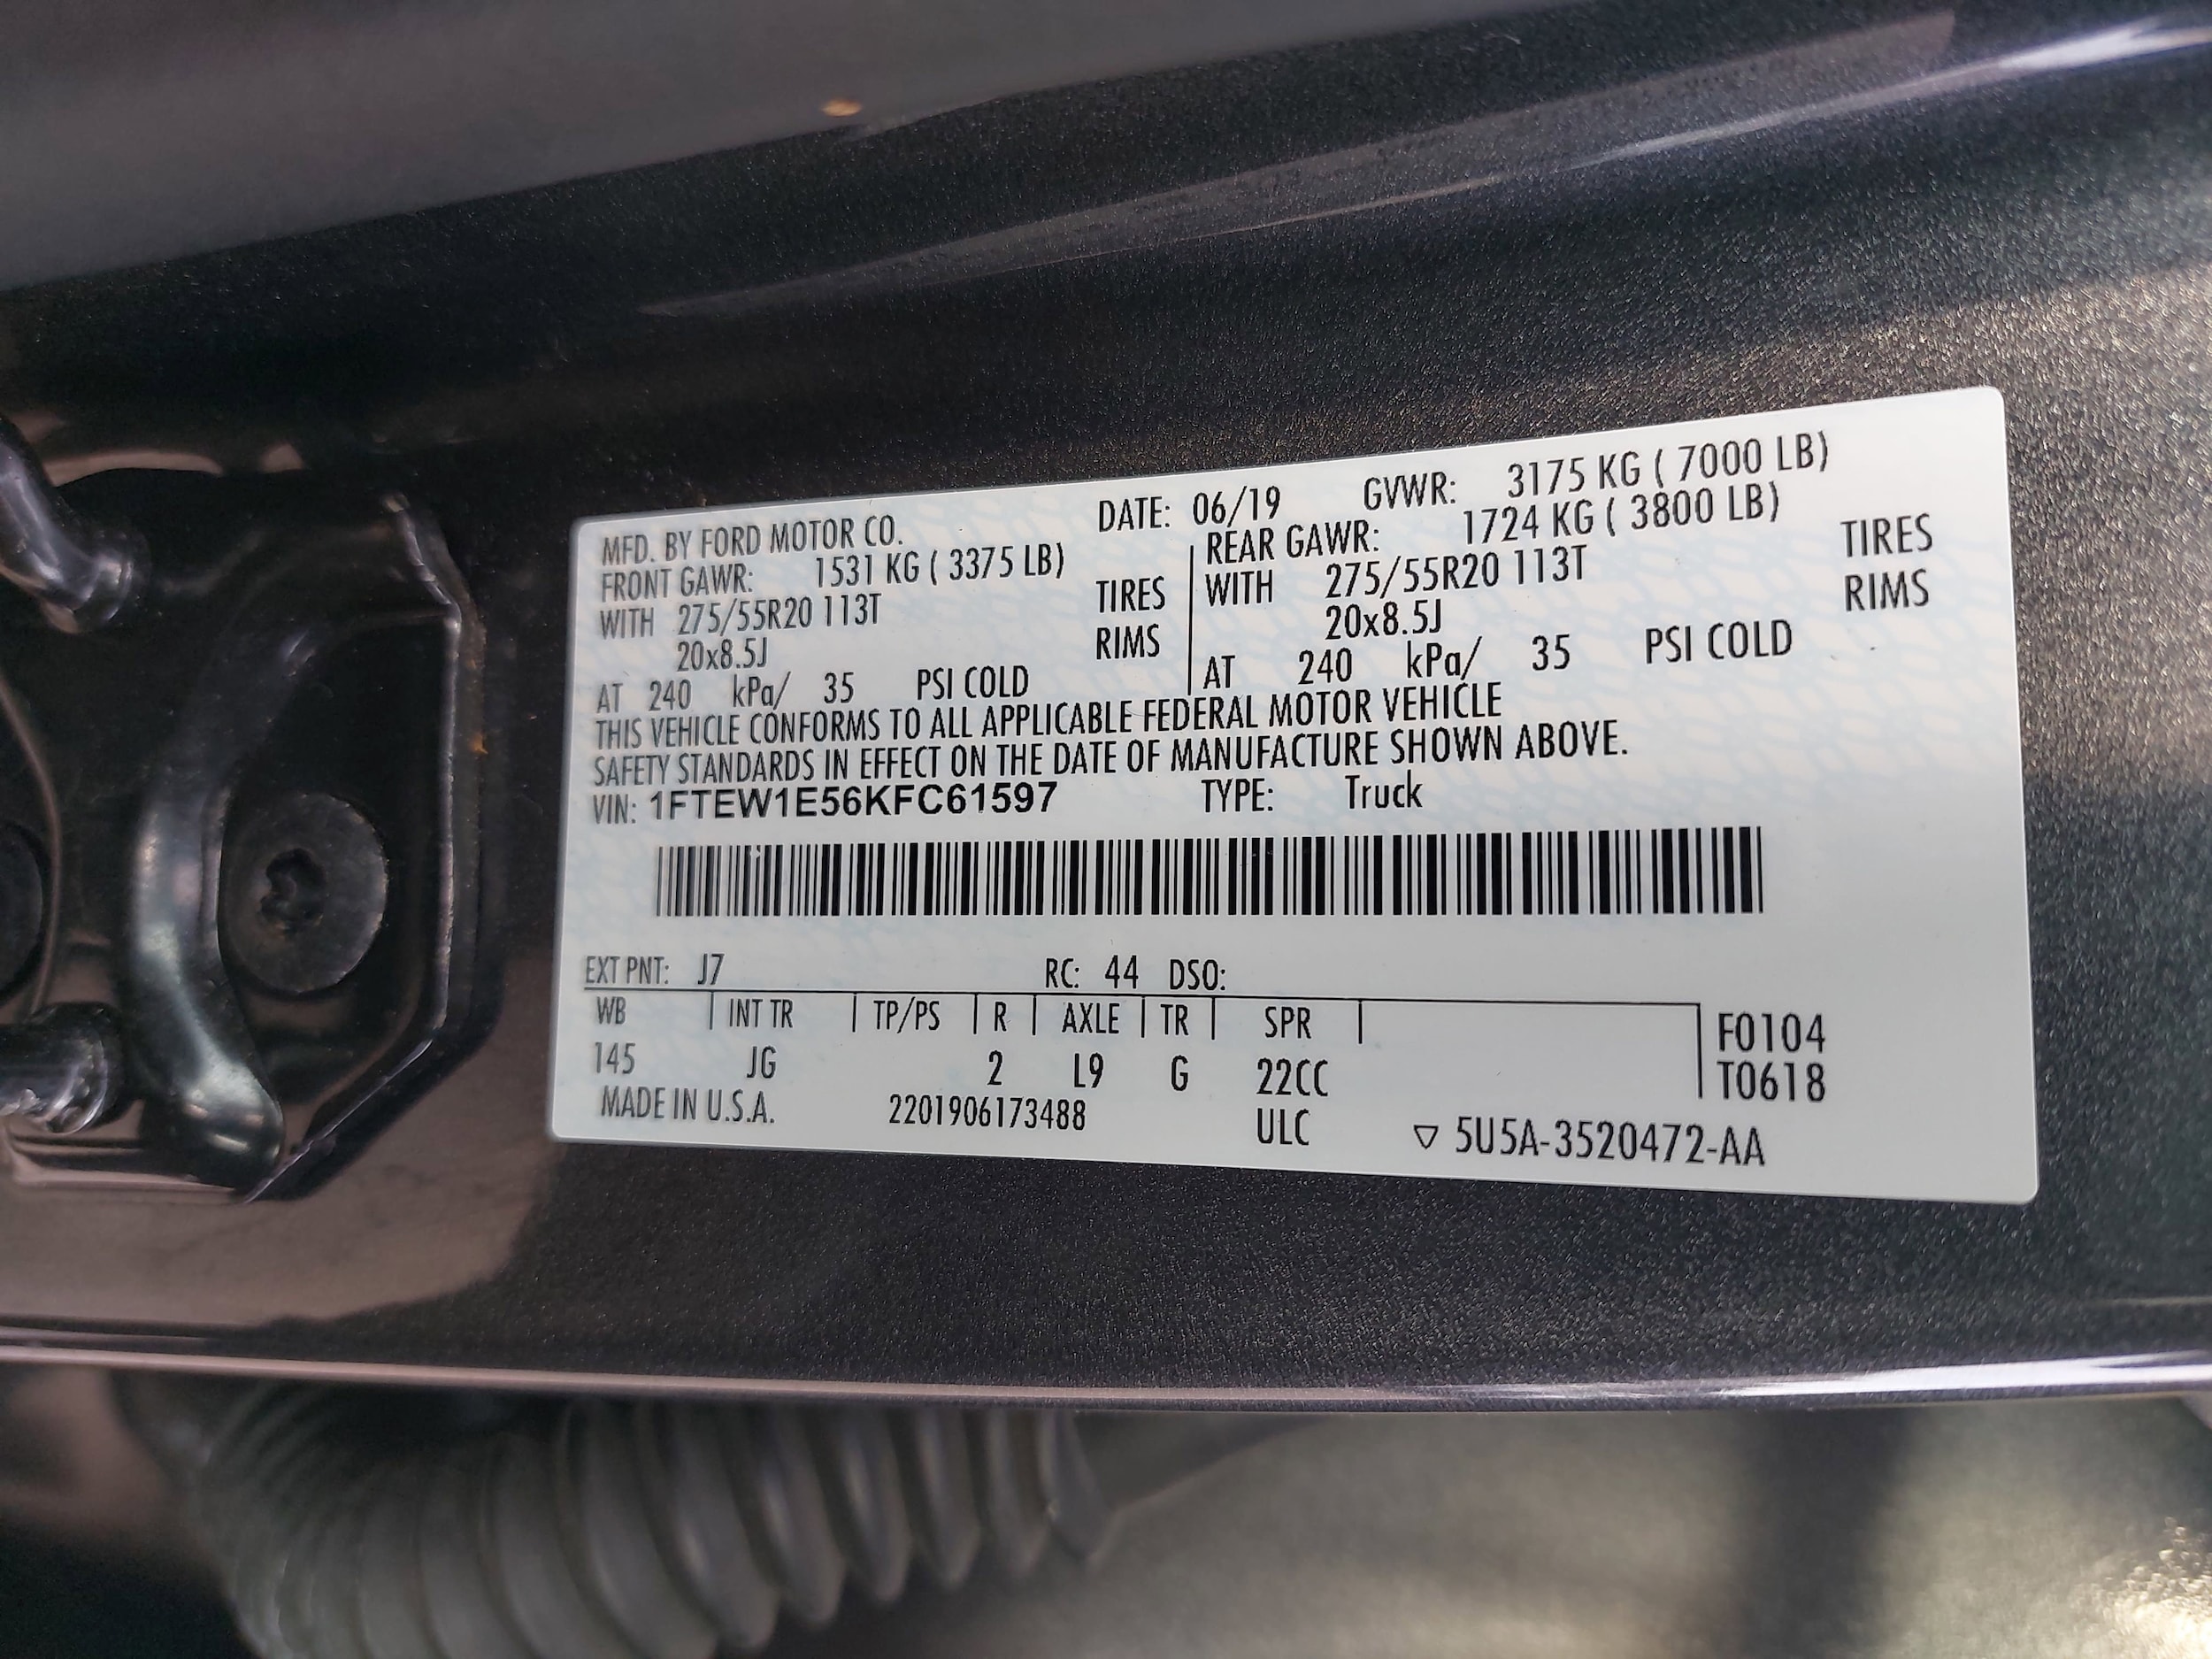 MFD. BY FORD MOTOR CO. DATE: 06/19 GVWR: 3175 KG ( 7000 LB)
FRONT GAWR: 1531 KG ( 3375 LB) REAR GAWR: 1724 KG ( 3800 LB)
WITH 275/55R20 113T TIRES WITH 275/55R20 113T TIRES
20x8.5J RIMS 20x8.5J RIMS
AT 240 kPa/ 35 PSI COLD AT 240 kPa/ 35 PSI COLD
THIS VEHICLE CONFORMS TO ALL APPLICABLE FEDERAL MOTOR VEHICLE
SAFETY STANDARDS IN EFFECT ON THE DATE OF MANUFACTURE SHOWN ABOVE.
VIN: 1FTEW1E56KFC61597 TYPE: Truck
EXT PNT: J7 RC: 44 DSO:
WB INT TR TP/PS R AXLE TR SPR F0104
145 JG 2 L9 G 22CC T0618
MADE IN U.S.A. 2201906173488 ULC ▽ 5U5A-3520472-AA